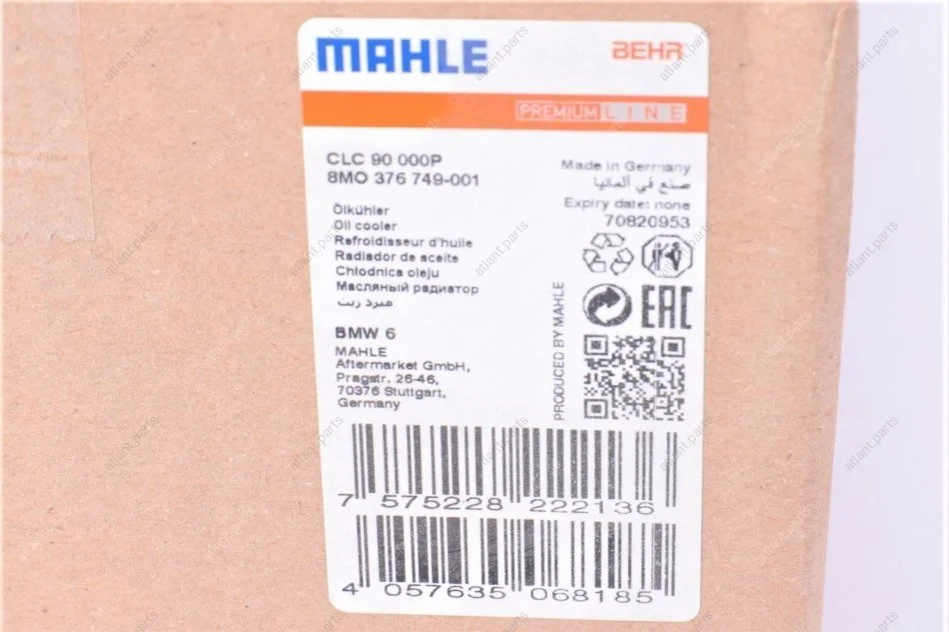 MAHLE
BEHR
PREMIUM LINE
CLC 90 000P
8MO 376 749-001
Made in Germany
صنع في ألمانيا
Expiry date: none
70820953
Ölkühler
Oil cooler
Refroidisseur d'huile
Radiador de aceite
Chłodnica oleju
Масляный радиатор
مبرد زيت
BMW 6
MAHLE
Aftermarket GmbH,
Pragstr. 26-46,
70376 Stuttgart,
Germany
PRODUCED BY MAHLE
EAC
7 575228 222136
4 057635 068185
atlant.parts